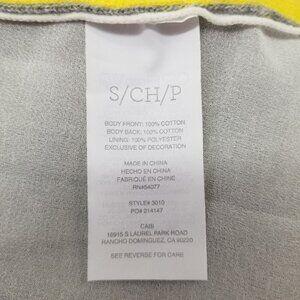 S/CH/P
BODY FRONT: 100% COTTON
BODY BACK: 100% COTTON
LINING: 100% POLYESTER
EXCLUSIVE OF DECORATION
MADE IN CHINA
HECHO EN CHINA
FABRIQUÉ EN CHINE
RN#64077
STYLE# 3010
PO# 214147
CABI
18915 S LAUREL PARK ROAD
RANCHO DOMINGUEZ, CA 90220
SEE REVERSE FOR CARE